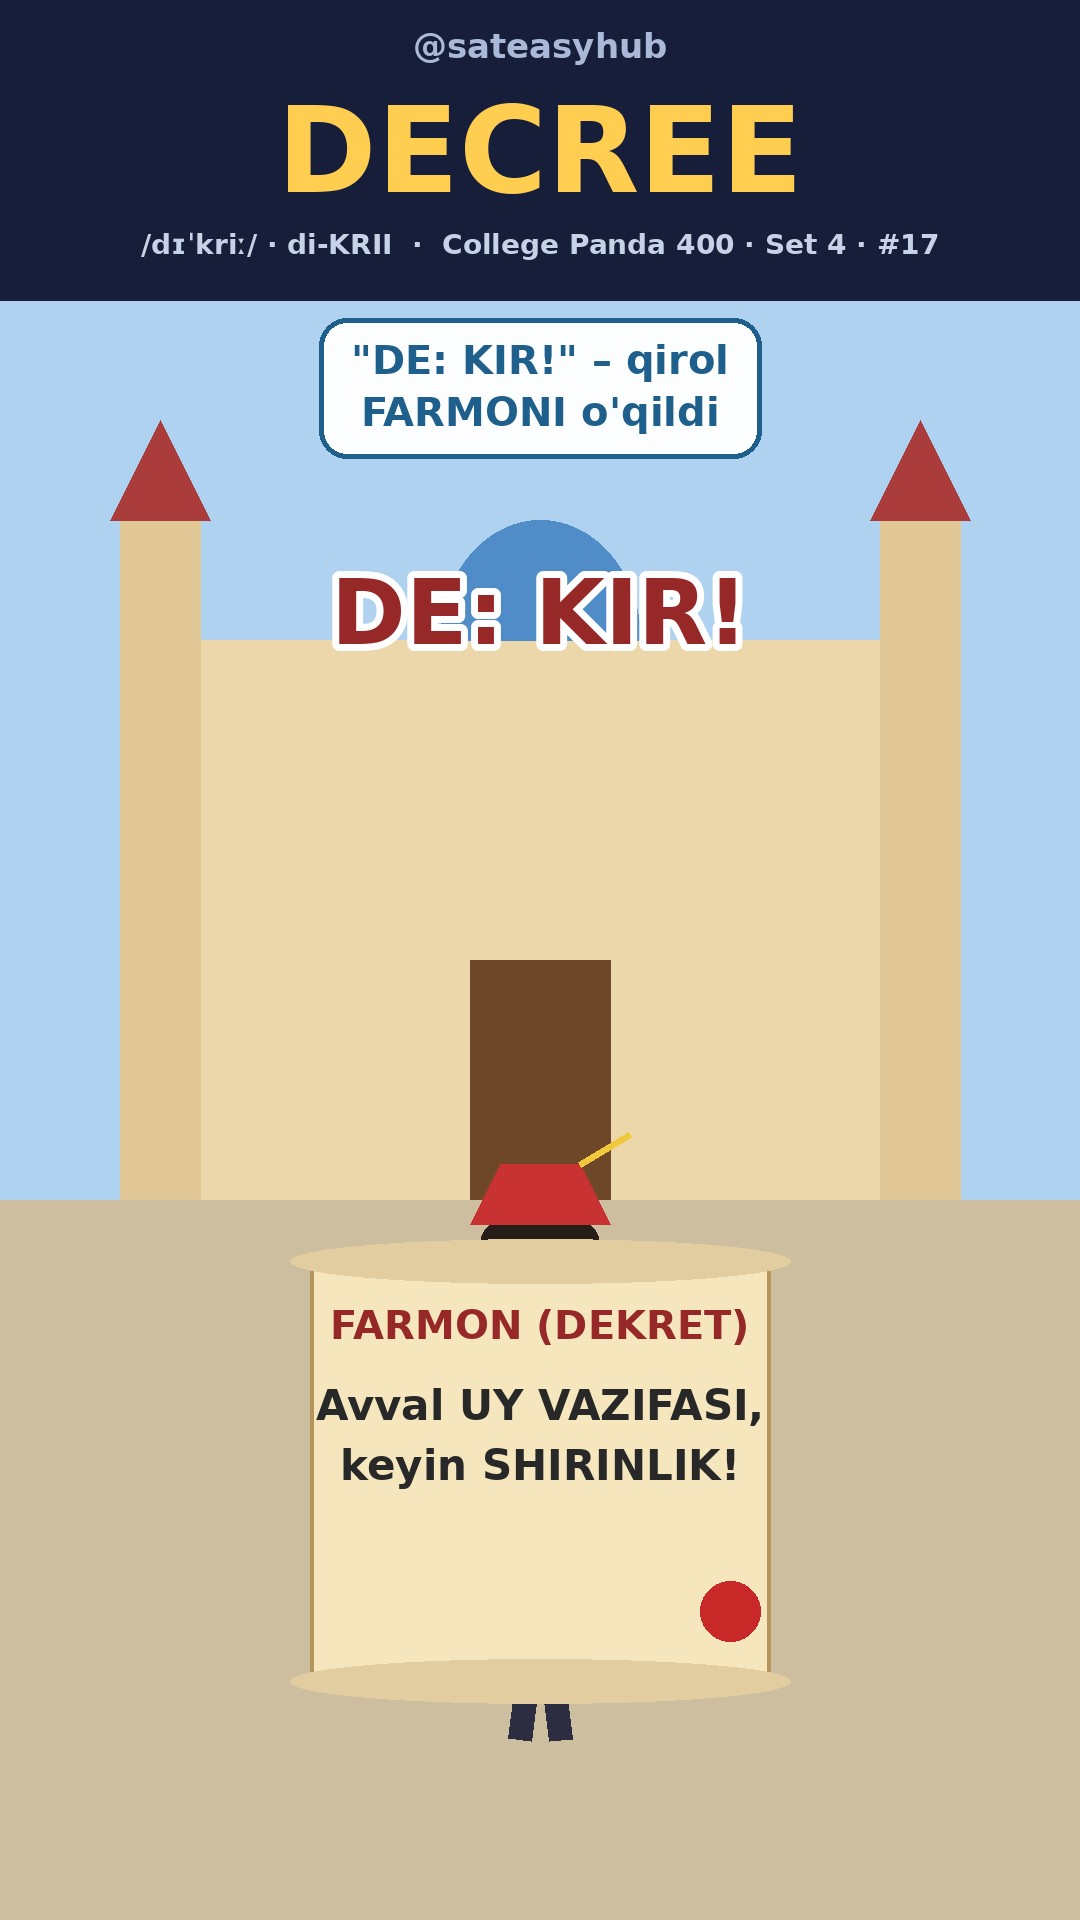 @sateasyhub
DECREE
/dɪˈkriː/ · di-KRII · College Panda 400 · Set 4 · #17
"DE: KIR!" – qirol
FARMONI o'qildi
DE: KIR!
FARMON (DEKRET)
Avval UY VAZIFASI,
keyin SHIRINLIK!